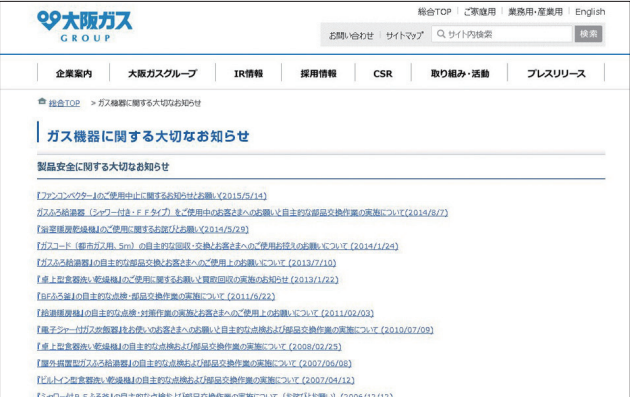 総合TOP ご家庭用 業務用・産業用 English
大阪ガス
GROUP
お問い合わせ サイトマップ サイト内検索 検索
企業案内 大阪ガスグループ IR情報 採用情報 CSR 取り組み・活動 プレスリリース
総合TOP > ガス機器に関する大切なお知らせ
ガス機器に関する大切なお知らせ
製品安全に関する大切なお知らせ
『ファンコンベクター』のご使用中止に関するお知らせとお願い(2015/5/14)
ガスふろ給湯器(シャワー付き・FFタイプ)をご使用中のお客さまへのお願いと自主的な部品交換作業の実施について(2014/8/7)
『浴室暖房乾燥機』のご使用に関するお詫びとお願い(2014/5/29)
『ガスコード(都市ガス用、5m)の自主的な回収・交換とお客さまへのご使用お控えのお願いについて(2014/1/24)
『ガスふろ給湯器』の自主的な部品交換とお客さまへのご使用上のお願いについて(2013/7/10)
『卓上型食器洗い乾燥機』のご使用に関するお願いと買取回収の実施のお知らせ(2013/1/22)
『BFふろ釜』の自主的な点検・部品交換作業の実施について(2011/6/22)
『給湯暖房機』の自主的な点検・対策作業の実施とお客さまへのご使用上のお願いについて(2011/02/03)
『電子ジャー付ガス炊飯器』をお使いのお客さまへのお願いと自主的な点検および部品交換作業の実施について(2010/07/09)
『卓上型食器洗い乾燥機』の自主的な点検および部品交換作業の実施について(2008/02/25)
『屋外据置型ガスふろ給湯器』の自主的な点検および部品交換作業の実施について(2007/06/08)
『ビルトイン型食器洗い乾燥機』の自主的な点検および部品交換作業の実施について(2007/04/12)